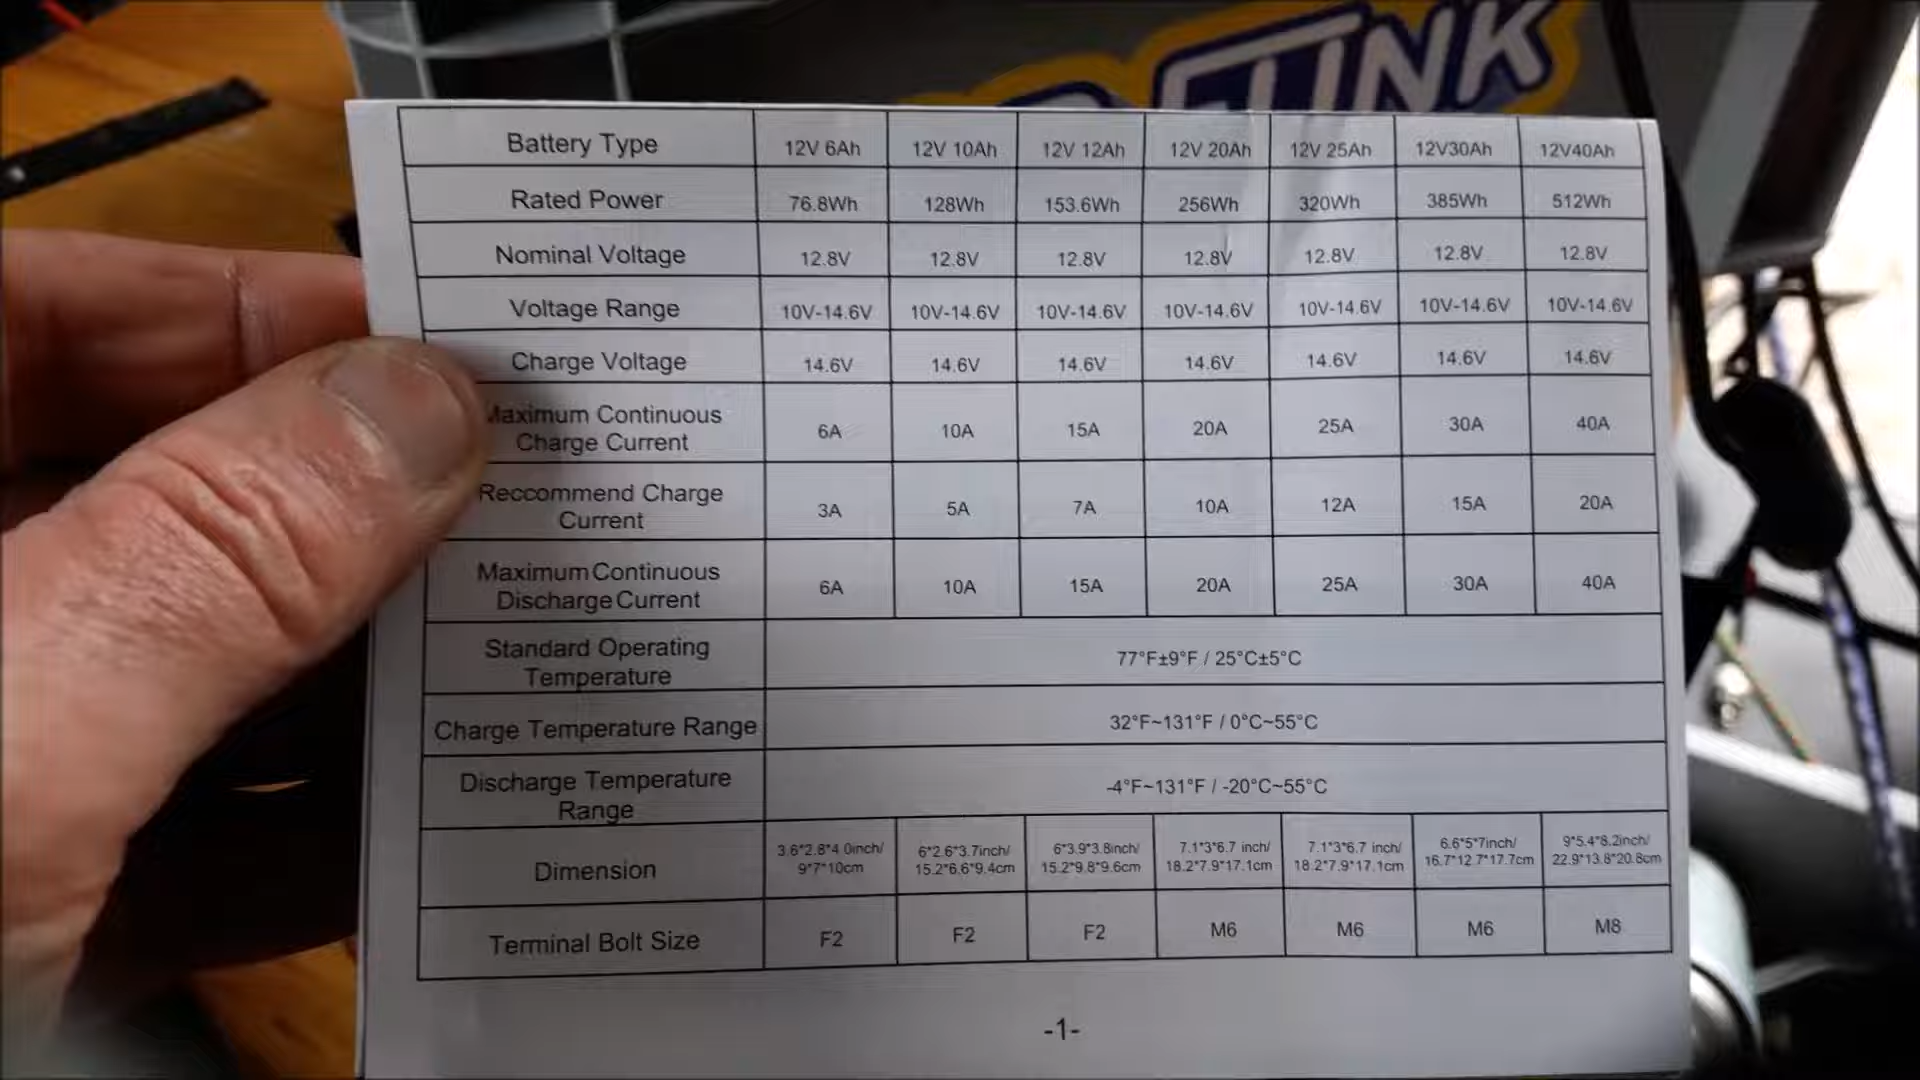 INK
Battery Type 12V 6Ah 12V 10Ah 12V 12Ah 12V 20Ah 12V 25Ah 12V30Ah 12V40Ah
Rated Power 76.8Wh 128Wh 153.6Wh 256Wh 320Wh 385Wh 512Wh
Nominal Voltage 12.8V 12.8V 12.8V 12.8V 12.8V 12.8V 12.8V
Voltage Range 10V-14.6V 10V-14.6V 10V-14.6V 10V-14.6V 10V-14.6V 10V-14.6V 10V-14.6V
Charge Voltage 14.6V 14.6V 14.6V 14.6V 14.6V 14.6V 14.6V
Maximum Continuous
Charge Current 6A 10A 15A 20A 25A 30A 40A
Reccommend Charge
Current 3A 5A 7A 10A 12A 15A 20A
Maximum Continuous
Discharge Current 6A 10A 15A 20A 25A 30A 40A
Standard Operating
Temperature 77°F±9°F / 25°C±5°C
Charge Temperature Range 32°F~131°F / 0°C~55°C
Discharge Temperature
Range -4°F~131°F / -20°C~55°C
Dimension 3.6*2.8*4.0inch/ 6*2.6*3.7inch/ 6*3.9*3.8inch/ 7.1*3*6.7 inch/ 7.1*3*6.7 inch/ 6.6*5*7inch/ 9*5.4*8.2inch/
9*7*10cm 15.2*6.6*9.4cm 15.2*9.8*9.6cm 18.2*7.9*17.1cm 18.2*7.9*17.1cm 16.7*12.7*17.7cm 22.9*13.8*20.8cm
Terminal Bolt Size F2 F2 F2 M6 M6 M6 M8
-1-